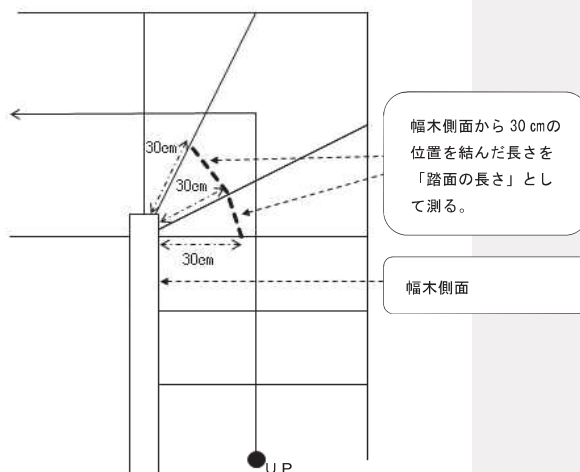 30cm
30cm
30cm
幅木側面から 30 ㎝の
位置を結んだ長さを
「踏面の長さ」とし
て測る。
幅木側面
UP